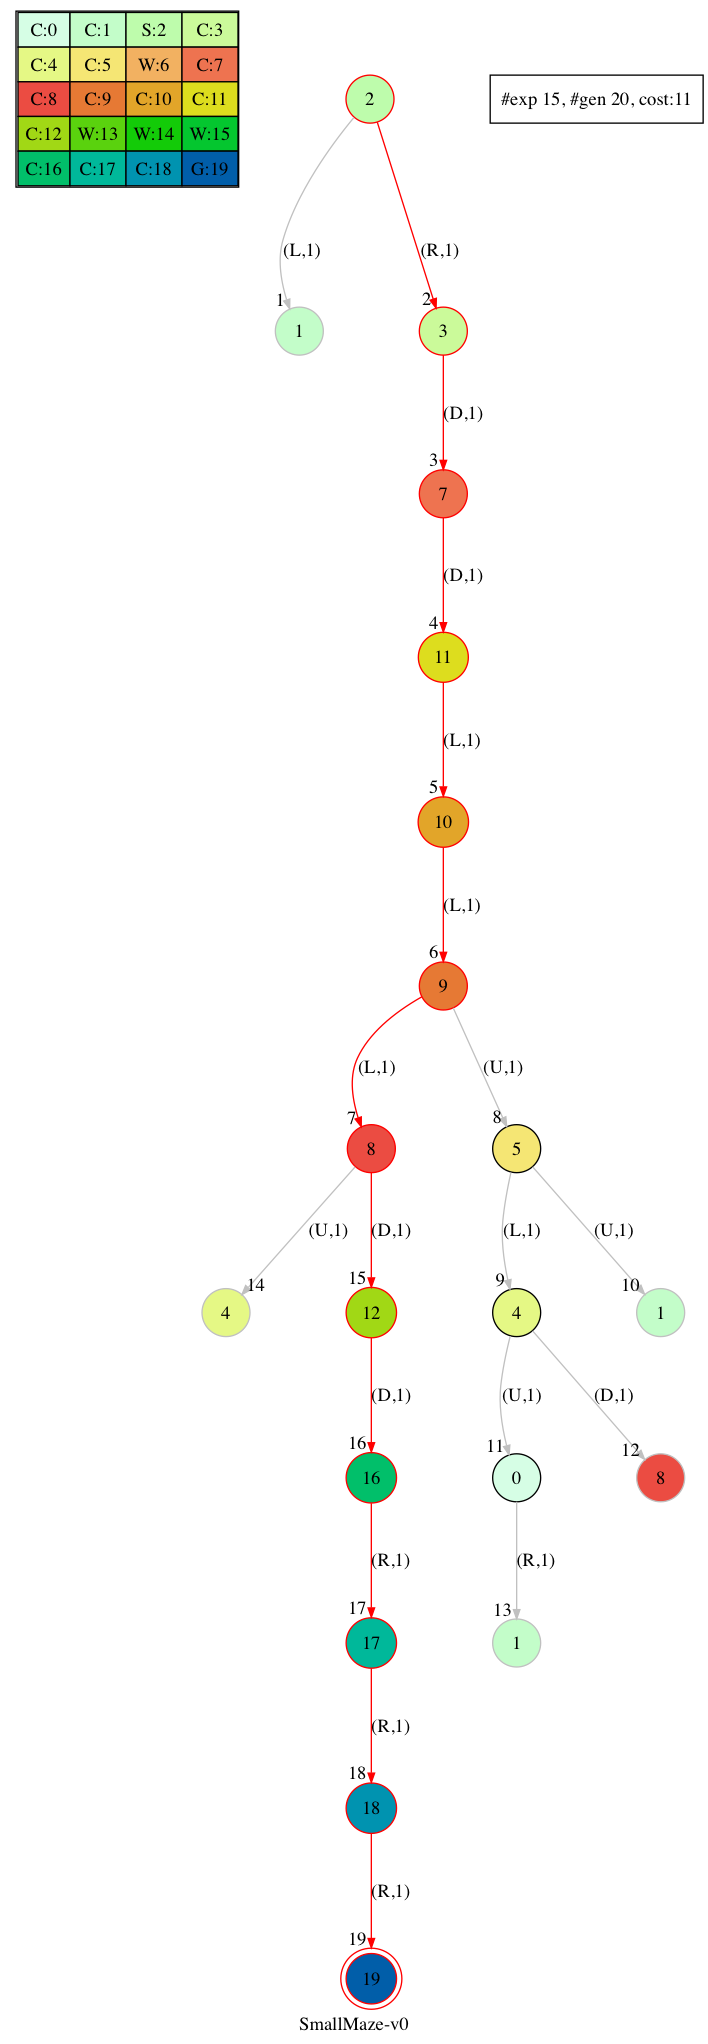 C:0 C:1 S:2 C:3
C:4 C:5 W:6 C:7
C:8 C:9 C:10 C:11
C:12 W:13 W:14 W:15
C:16 C:17 C:18 G:19
#exp 15, #gen 20, cost:11
2
(L,1) (R,1)
1 2
1 3
(D,1)
3
7
(D,1)
4
11
(L,1)
5
10
(L,1)
6
9
(L,1) (U,1)
7 8
8 5
(U,1) (D,1) (L,1) (U,1)
14 15 9 10
4 12 4 1
(D,1) (U,1) (D,1)
16 11 12
16 0 8
(R,1) (R,1)
17 13
17 1
(R,1)
18
18
(R,1)
19
19
SmallMaze-v0